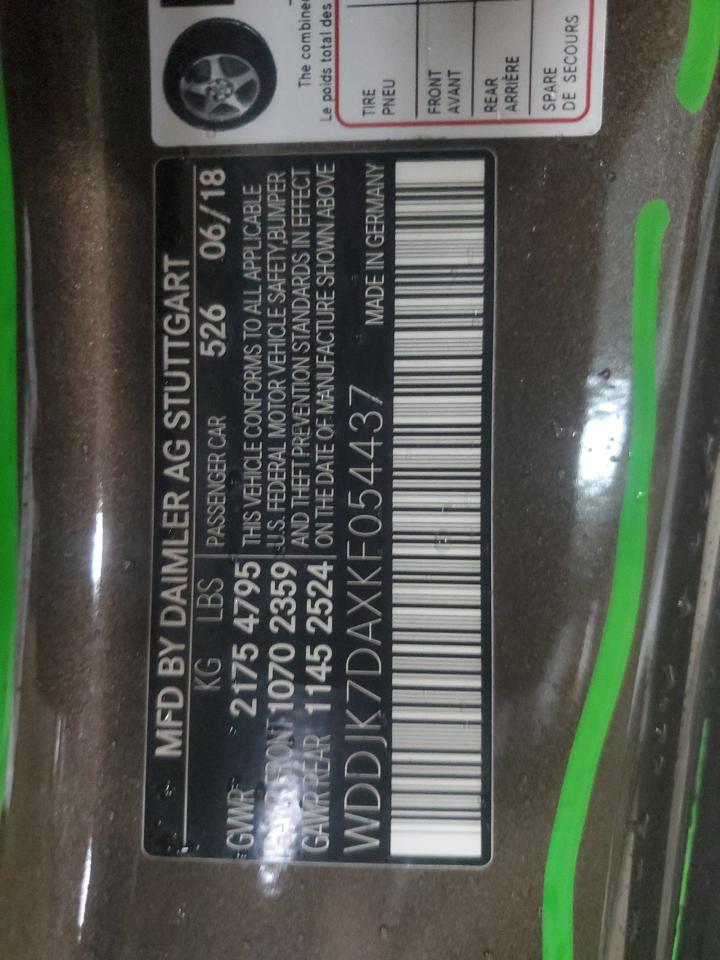 The combine
Le poids total des
TIRE
PNEU
FRONT
AVANT
REAR
ARRIÈRE
SPARE
DE SECOURS
MFD BY DAIMLER AG STUTTGART
KG LBS PASSENGER CAR 526 06/18
GWR 2175 4795 THIS VEHICLE CONFORMS TO ALL APPLICABLE
FRONT 1070 2359 U.S. FEDERAL MOTOR VEHICLE SAFETY, BUMPER
GAWR REAR 1145 2524 AND THEFT PREVENTION STANDARDS IN EFFECT
ON THE DATE OF MANUFACTURE SHOWN ABOVE
WDDJK7DAXKF054437 MADE IN GERMANY